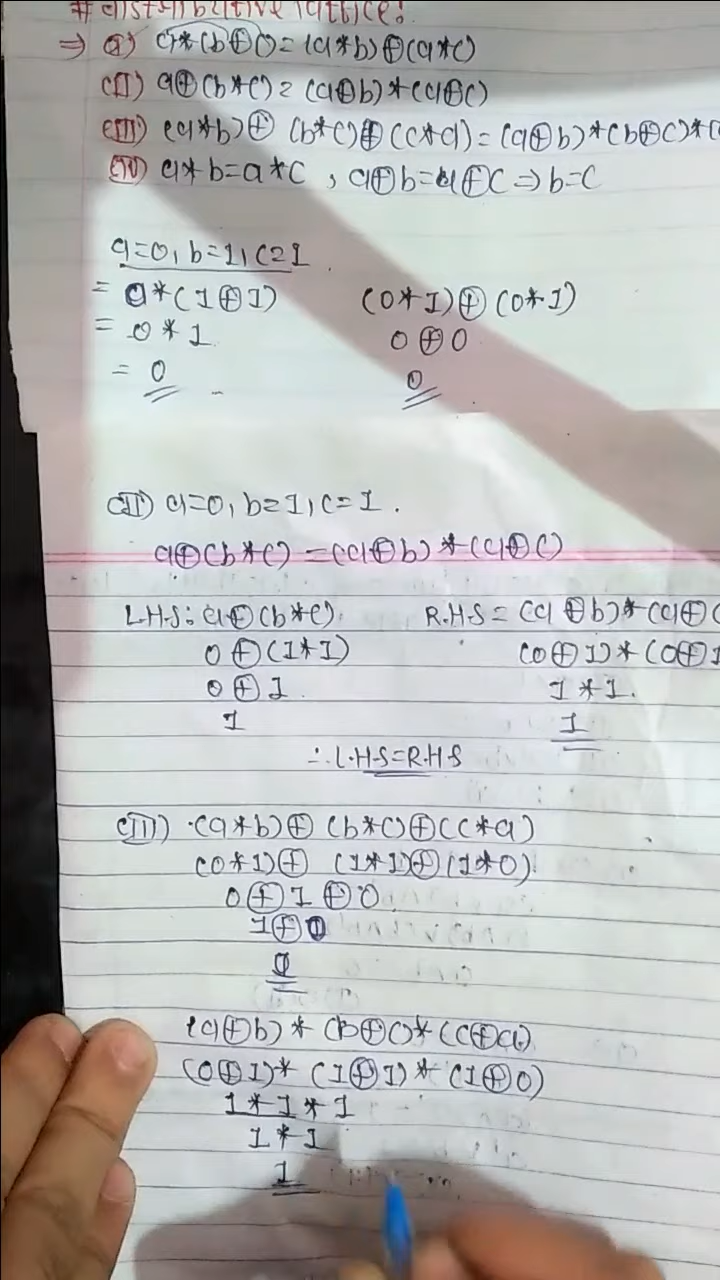 # distributive lattice:
⇒ I) a*(b⊕c) = (a*b)⊕(a*c)
(II) a⊕(b*c) = (a⊕b)*(a⊕c)
(III) (a*b)⊕ (b*c)⊕(c*a) = (a⊕b)*(b⊕c)*(
(IV) a*b=a*c , a⊕b=a⊕c ⇒ b=c
a=0, b=1, c=1
= a*(1⊕1) (0*1)⊕(0*1)
= 0 * 1 0⊕0
= 0 0
(II) a=0, b=1, c=1.
a⊕(b*c) = (a⊕b)*(a⊕c)
L.H.S: a⊕(b*c). R.H.S = (a⊕b)*(a⊕c
0⊕(1*1) (0⊕1)*(0⊕1
0⊕1 1*1.
1 1
∴ L.H.S=R.H.S
(III) (a*b)⊕ (b*c)⊕(c*a)
(0*1)⊕ (1*1)⊕(1*0)
0⊕1⊕0
1⊕0
(a⊕b)* (b⊕c)*(c⊕a)
(0⊕1)* (1⊕1)* (1⊕0)
1*1*1
1*1
1